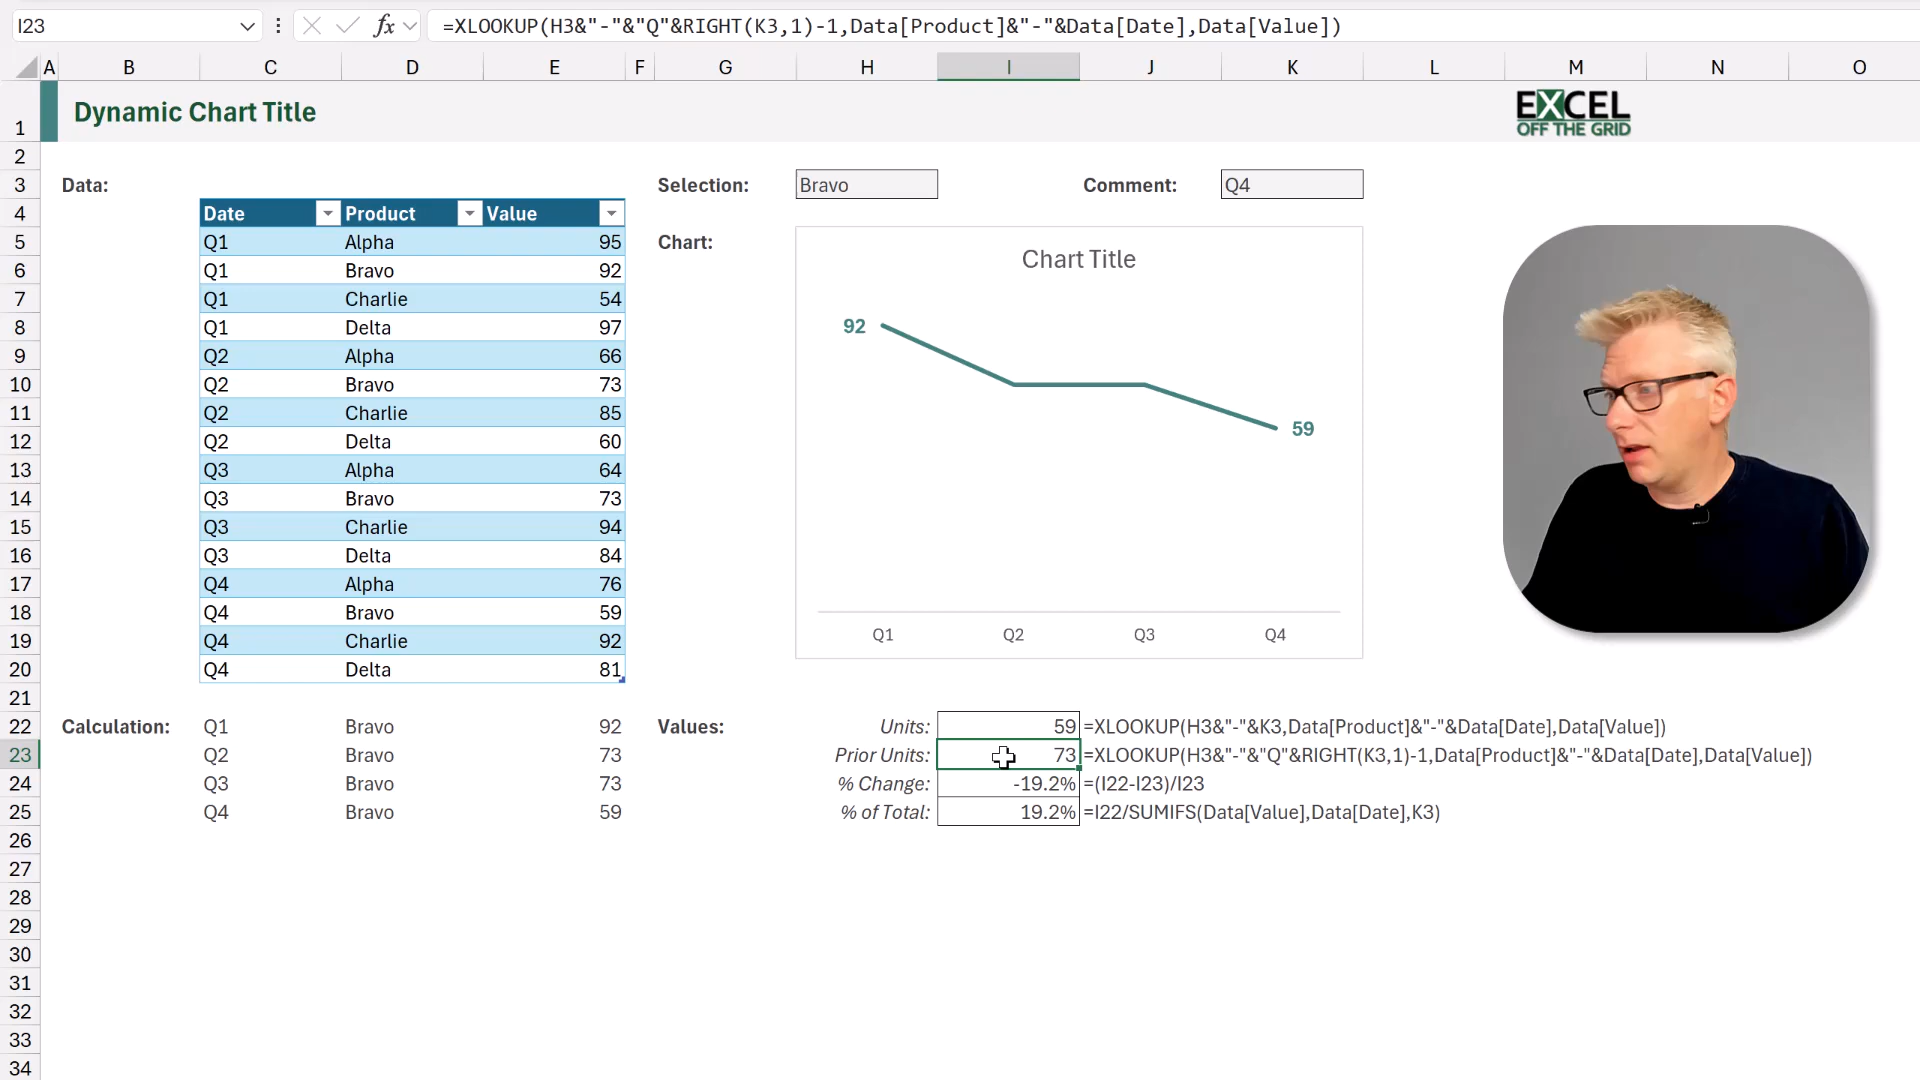 I23 fx =XLOOKUP(H3&"-"&"Q"&RIGHT(K3,1)-1,Data[Product]&"-"&Data[Date],Data[Value])
A B C D E F G H I J K L M N O
1 Dynamic Chart Title EXCEL
OFF THE GRID
2
3 Data: Selection: Bravo Comment: Q4
4 Date Product Value
5 Q1 Alpha 95 Chart:
Chart Title
6 Q1 Bravo 92
7 Q1 Charlie 54
8 Q1 Delta 97 92
9 Q2 Alpha 66
10 Q2 Bravo 73
11 Q2 Charlie 85
12 Q2 Delta 60 59
13 Q3 Alpha 64
14 Q3 Bravo 73
15 Q3 Charlie 94
16 Q3 Delta 84
17 Q4 Alpha 76
18 Q4 Bravo 59
19 Q4 Charlie 92 Q1 Q2 Q3 Q4
20 Q4 Delta 81
21
22 Calculation: Q1 Bravo 92 Values: Units: 59 =XLOOKUP(H3&"-"&K3,Data[Product]&"-"&Data[Date],Data[Value])
23 Q2 Bravo 73 Prior Units: 73 =XLOOKUP(H3&"-"&"Q"&RIGHT(K3,1)-1,Data[Product]&"-"&Data[Date],Data[Value])
24 Q3 Bravo 73 % Change: -19.2% =(I22-I23)/I23
25 Q4 Bravo 59 % of Total: 19.2% =I22/SUMIFS(Data[Value],Data[Date],K3)
26
27
28
29
30
31
32
33
34